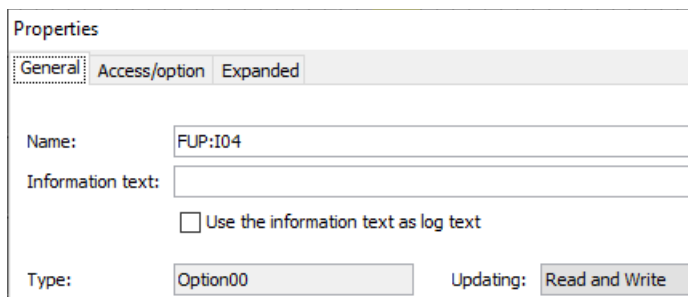 Properties
General Access/option Expanded
Name: FUP:I04
Information text:
Use the information text as log text
Type: Option00 Updating: Read and Write